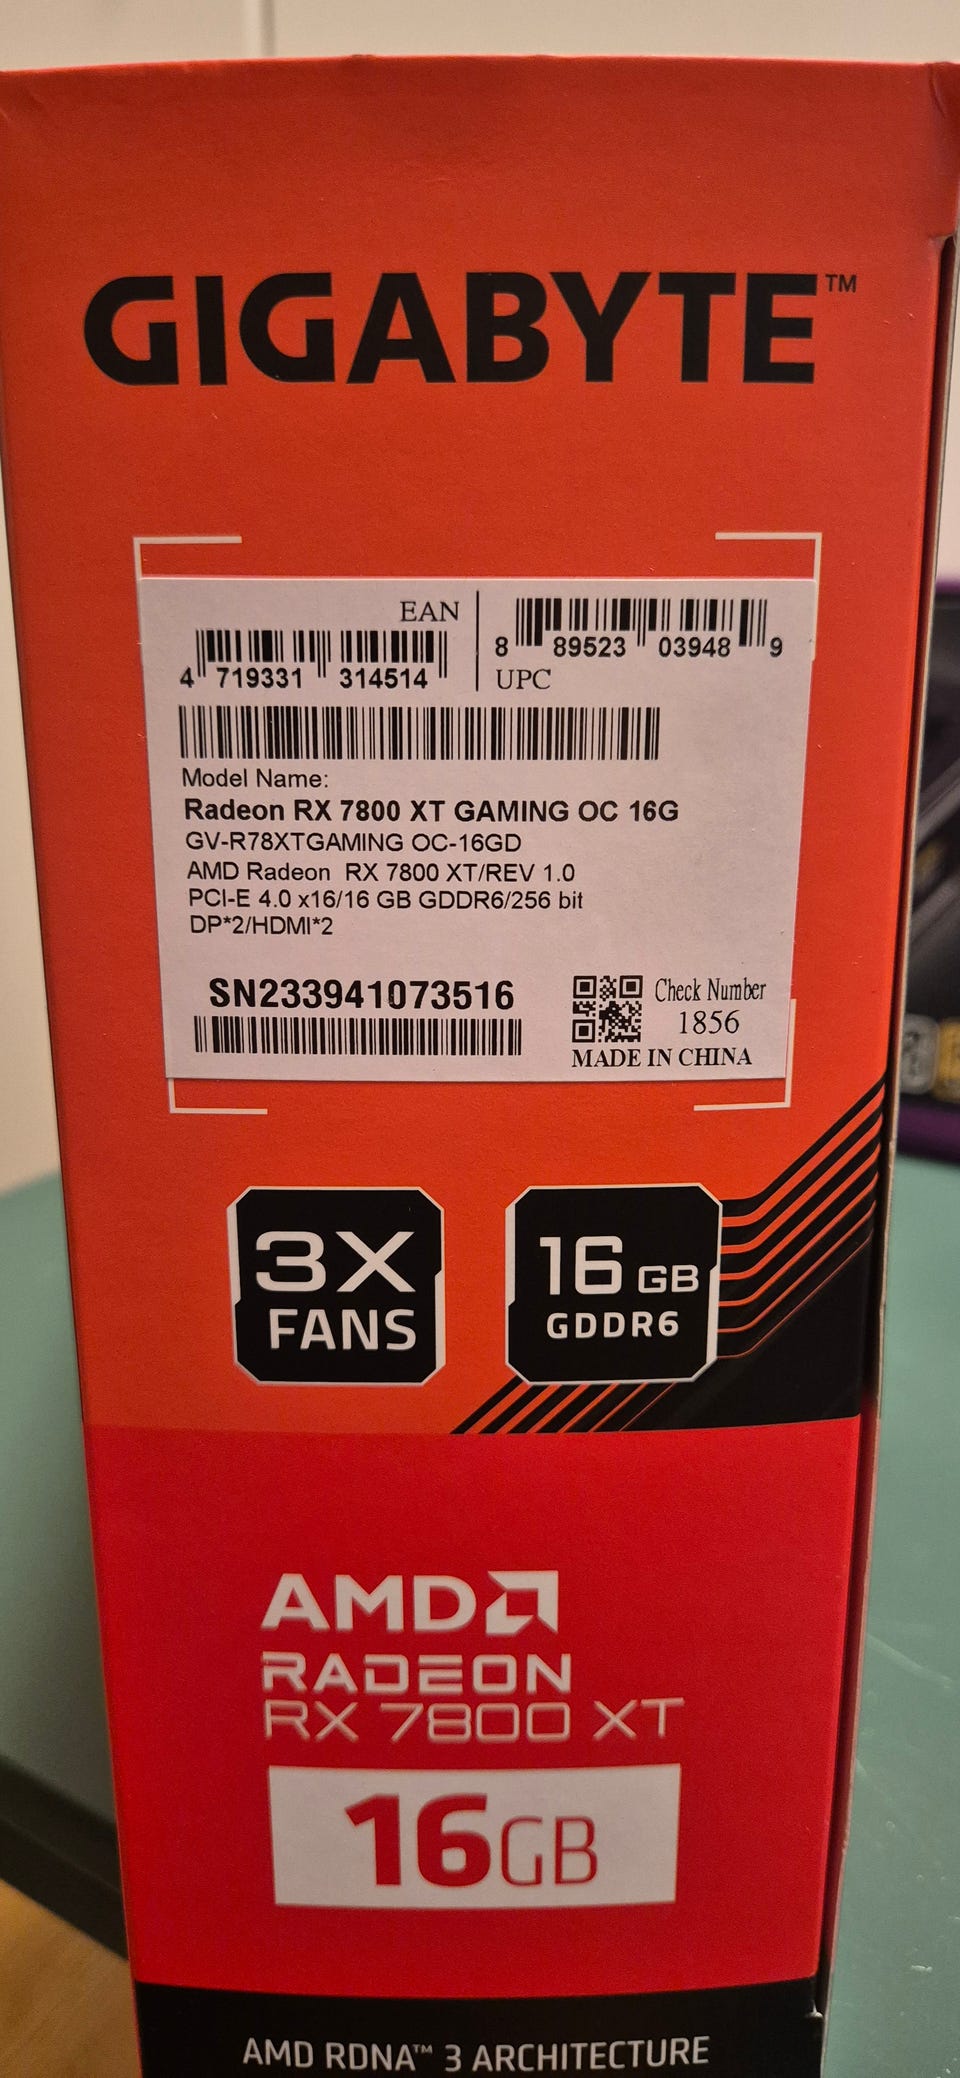 GIGABYTE™
EAN
4 719331 314514
8 89523 03948 9
UPC
Model Name:
Radeon RX 7800 XT GAMING OC 16G
GV-R78XTGAMING OC-16GD
AMD Radeon RX 7800 XT/REV 1.0
PCI-E 4.0 x16/16 GB GDDR6/256 bit
DP*2/HDMI*2
SN233941073516
Check Number
1856
MADE IN CHINA
3X
FANS
16 GB
GDDR6
AMD
RADEON
RX 7800 XT
16GB
AMD RDNA™ 3 ARCHITECTURE